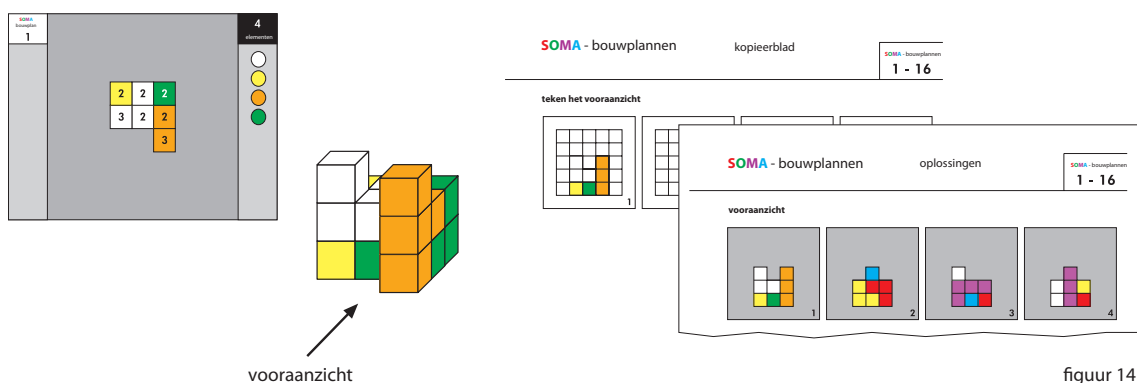 SOMA
bouwplan
1
4
elementen
2 2 2
3 2 2
3
vooraanzicht
SOMA - bouwplannen kopieerblad
SOMA - bouwplannen
1 - 16
teken het vooraanzicht
1
SOMA - bouwplannen oplossingen
SOMA - bouwplannen
1 - 16
vooraanzicht
1 2 3 4
figuur 14